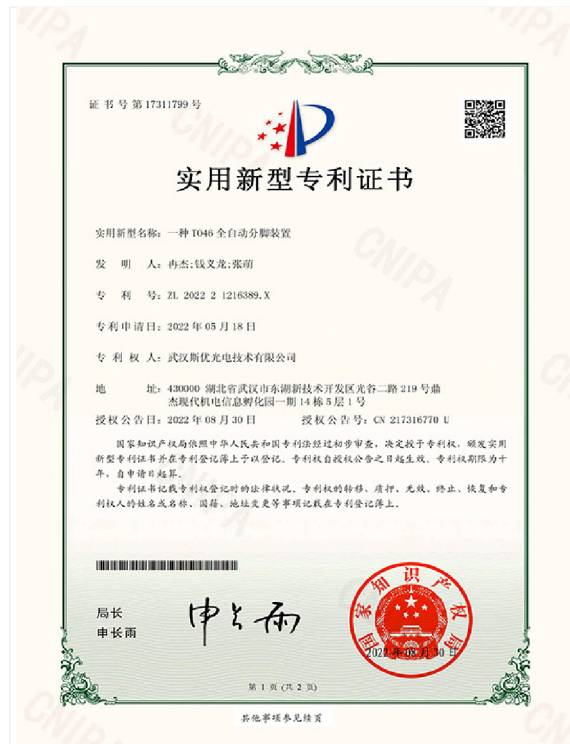 证书号第17311799号
实用新型专利证书
实用新型名称：一种TO46全自动分脚装置
发 明 人：冉杰;钱义龙;张萌
专 利 号：ZL 2022 2 1216389.X
专利申请日：2022年05月18日
专 利 权 人：武汉斯优光电技术有限公司
地 址：430000 湖北省武汉市东湖新技术开发区光谷二路219号鼎
杰现代机电信息孵化园一期14栋5层1号
授权公告日：2022年08月30日 授权公告号：CN 217316770 U
国家知识产权局依照中华人民共和国专利法经过初步审查，决定授予专利权，颁发实用
新型专利证书并在专利登记簿上予以登记。专利权自授权公告之日起生效。专利权期限为十
年，自申请日起算。
专利证书记载专利权登记时的法律状况。专利权的转移、质押、无效、终止、恢复和专
利权人的姓名或名称、国籍、地址变更等事项记载在专利登记簿上。
局长
申长雨
申长雨
国家知识产权局
2022年08月30日
第 1 页 (共 2 页)
其他事项参见续页
CNIPA
CNIPA
CNIPA
CNIPA
CNIPA
CNIPA